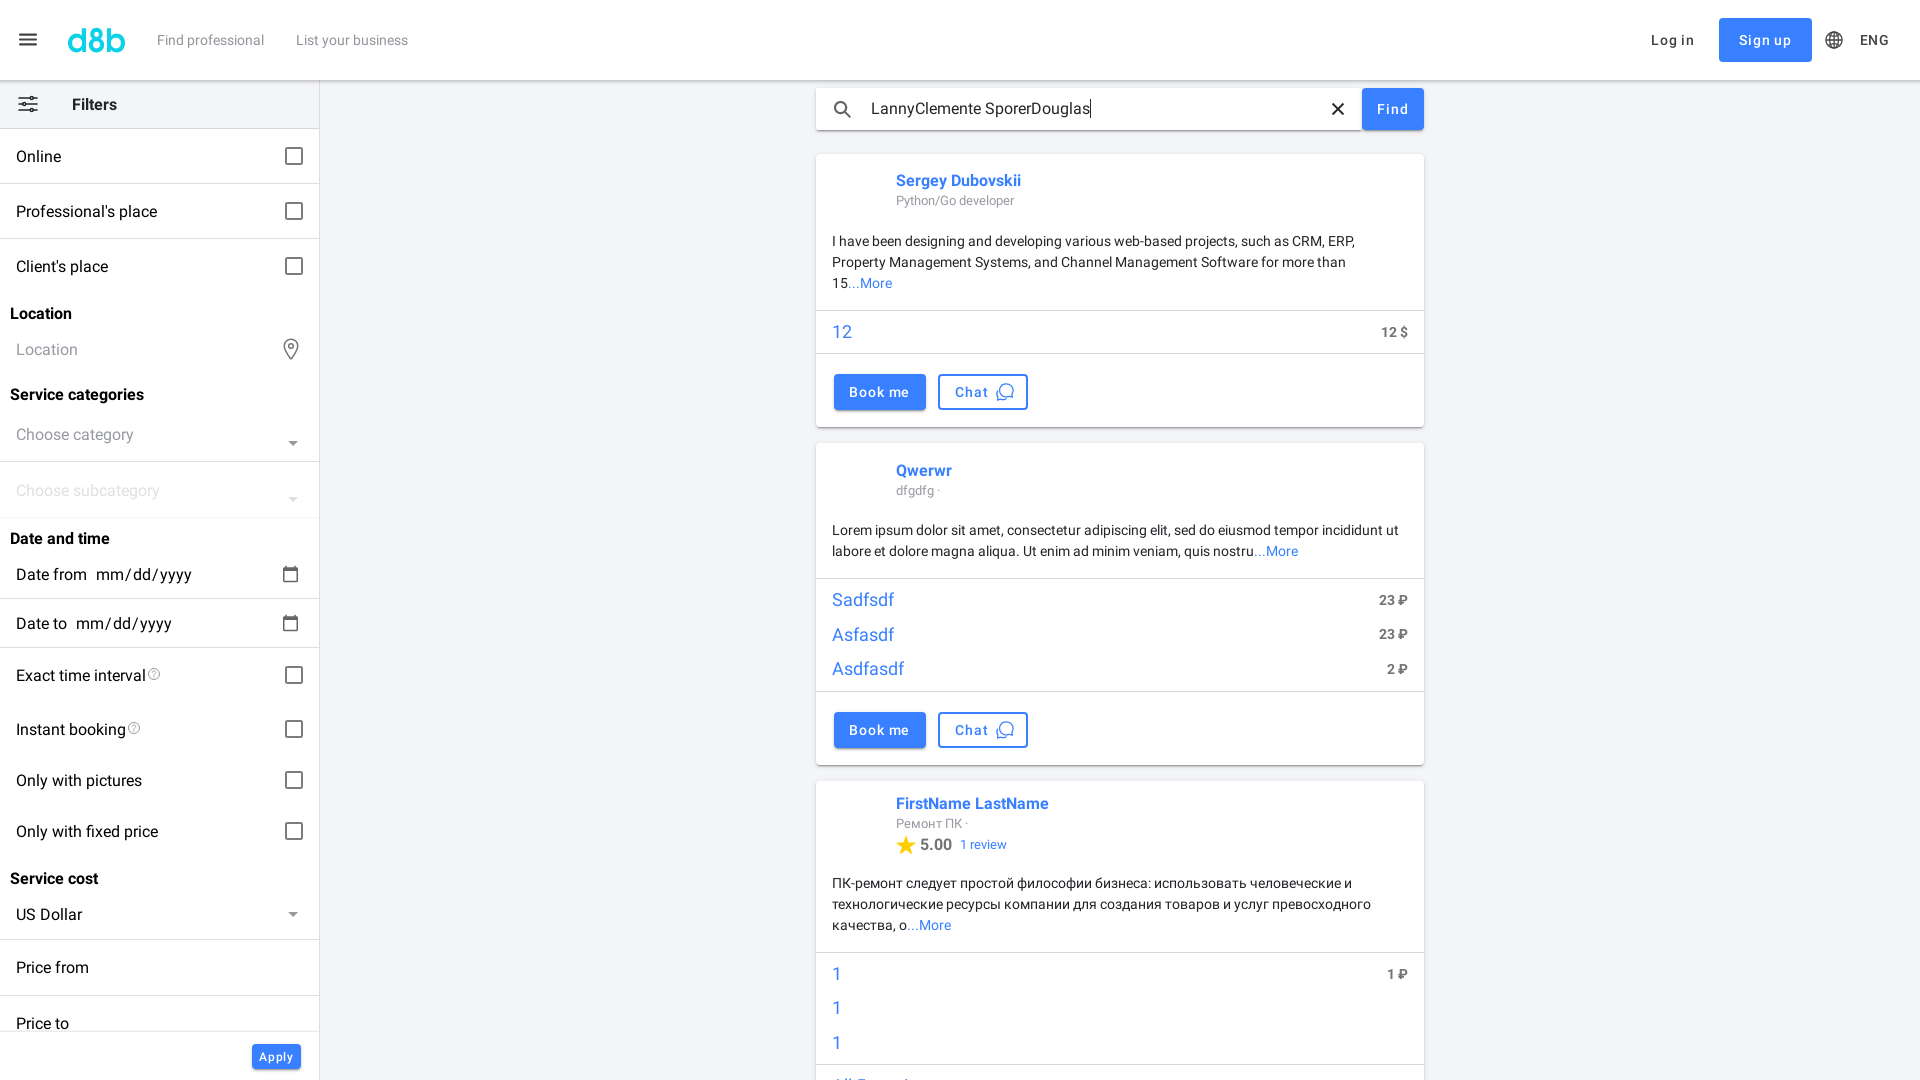 d8b
Find professional
List your business
Log in
Sign up
ENG
Filters
Online
Professional's place
Client's place
Location
Location
Service categories
Choose category
Choose subcategory
Date and time
Date from mm/dd/yyyy
Date to mm/dd/yyyy
Exact time interval
Instant booking
Only with pictures
Only with fixed price
Service cost
US Dollar
Price from
Price to
Apply
LannyClemente SporerDouglas
Find
Sergey Dubovskii
Python/Go developer
I have been designing and developing various web-based projects, such as CRM, ERP,
Property Management Systems, and Channel Management Software for more than
15...More
12 12 $
Book me
Chat
Qwerwr
dfgdfg ·
Lorem ipsum dolor sit amet, consectetur adipiscing elit, sed do eiusmod tempor incididunt ut
labore et dolore magna aliqua. Ut enim ad minim veniam, quis nostru...More
Sadfsdf 23 ₽
Asfasdf 23 ₽
Asdfasdf 2 ₽
Book me
Chat
FirstName LastName
Ремонт ПК ·
5.00 1 review
ПК-ремонт следует простой философии бизнеса: использовать человеческие и
технологические ресурсы компании для создания товаров и услуг превосходного
качества, о...More
1 1 ₽
1
1